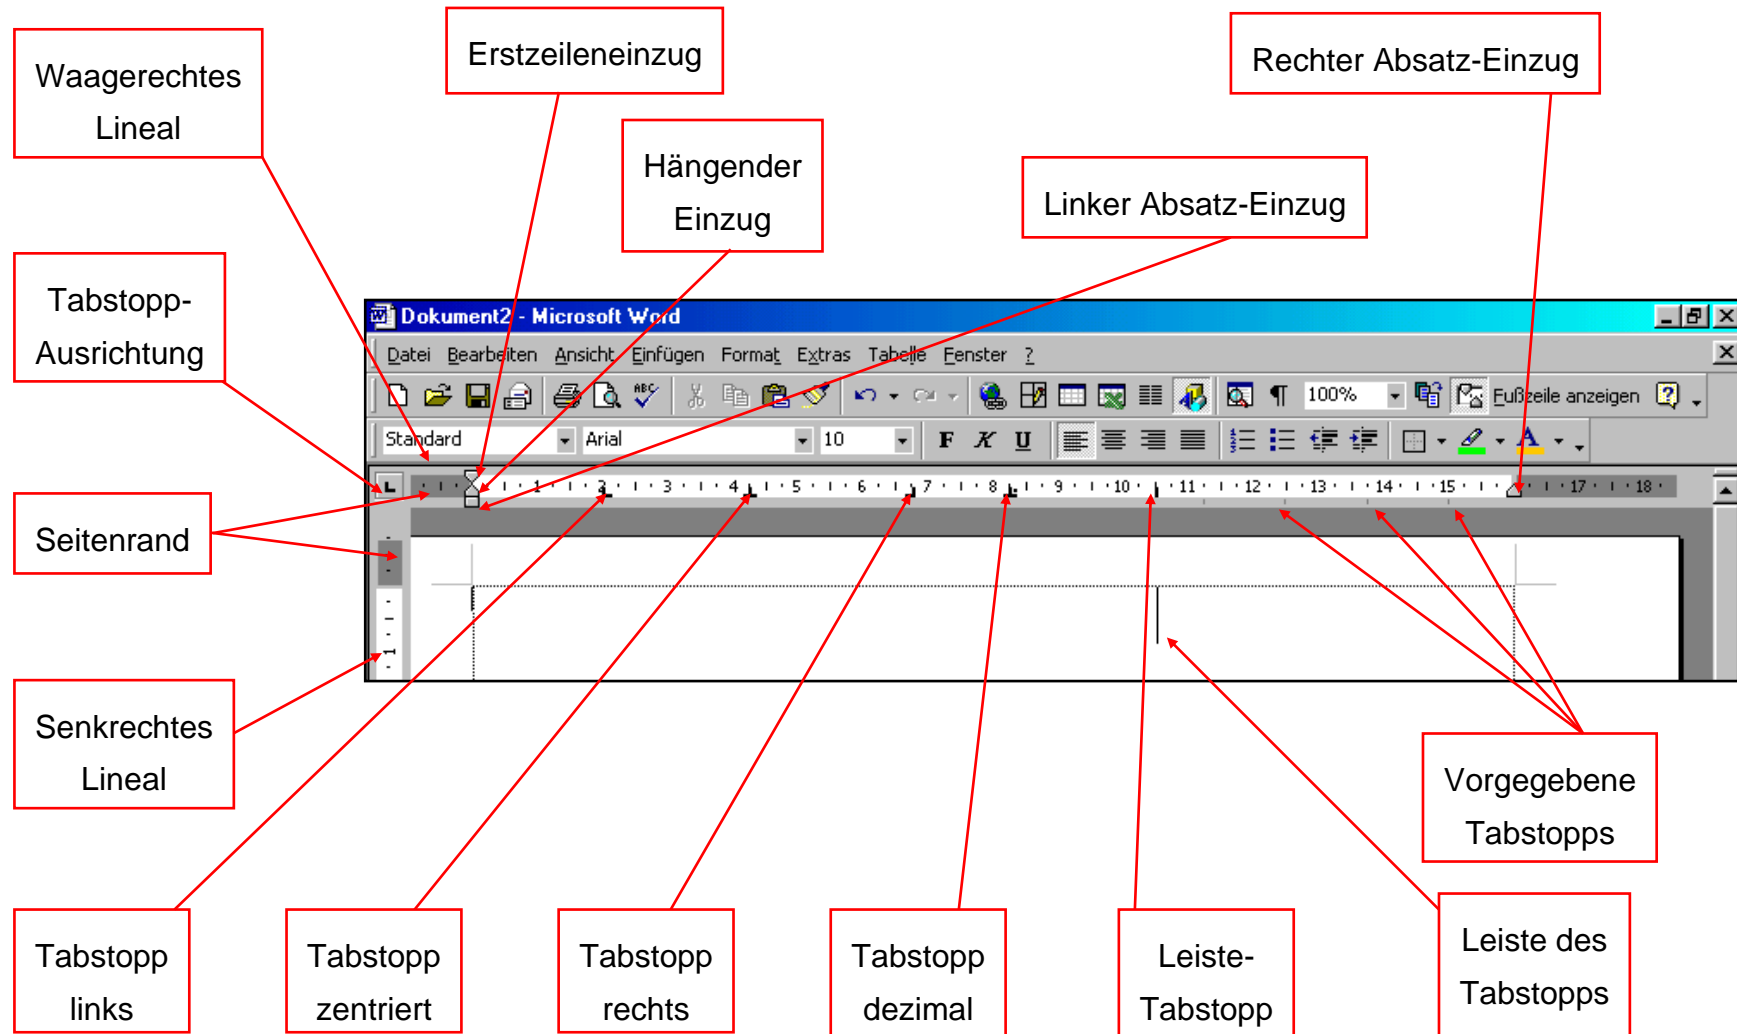 Erstzeileneinzug
Rechter Absatz-Einzug
Waagerechtes
Lineal
Hängender
Einzug
Linker Absatz-Einzug
Tabstopp-
Ausrichtung
Dokument2 - Microsoft Word
Datei Bearbeiten Ansicht Einfügen Format Extras Tabelle Fenster ?
ABC 100% Fußzeile anzeigen
Standard Arial 10 F K U A
1 2 3 4 5 6 7 8 9 10 11 12 13 14 15 17 18
Seitenrand
1
Senkrechtes
Lineal
Vorgegebene
Tabstopps
Tabstopp
links
Tabstopp
zentriert
Tabstopp
rechts
Tabstopp
dezimal
Leiste-
Tabstopp
Leiste des
Tabstopps